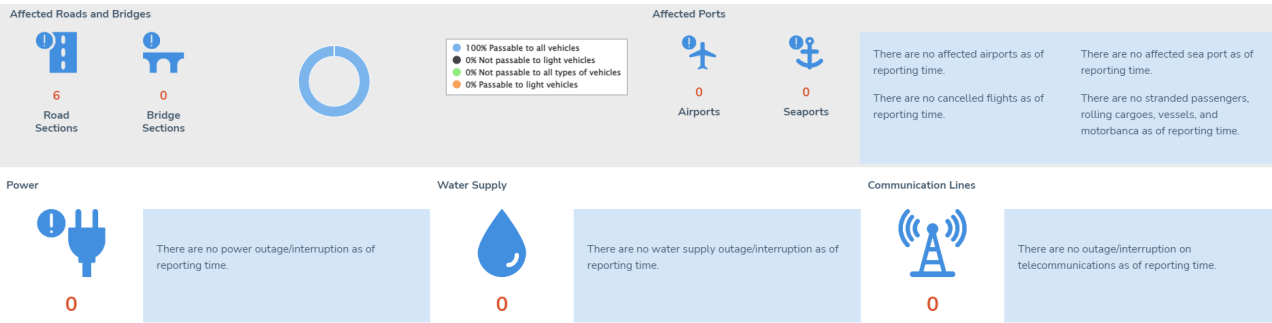 Affected Roads and Bridges
6
Road
Sections
0
Bridge
Sections
100% Passable to all vehicles
0% Not passable to light vehicles
0% Not passable to all types of vehicles
0% Passable to light vehicles
Affected Ports
0
Airports
0
Seaports
There are no affected airports as of
reporting time.
There are no cancelled flights as of
reporting time.
There are no affected sea port as of
reporting time.
There are no stranded passengers,
rolling cargoes, vessels, and
motorbanca as of reporting time.
Power
0
There are no power outage/interruption as of
reporting time.
Water Supply
0
There are no water supply outage/interruption as of
reporting time.
Communication Lines
0
There are no outage/interruption on
telecommunications as of reporting time.